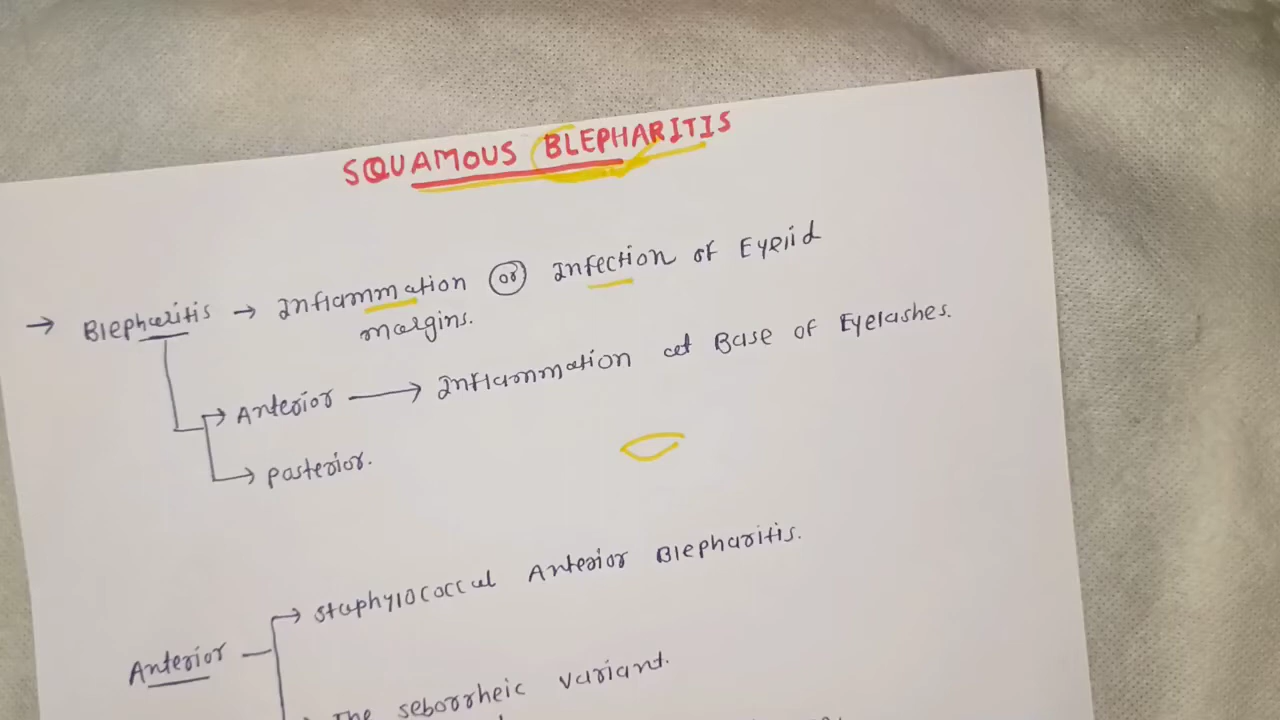 SQUAMOUS BLEPHARITIS
→ Blepharitis → Inflammation or Infection of Eyelid
margins.
→ Anterior → Inflammation at Base of Eyelashes.
→ posterior.
→ Staphylococcal Anterior Blepharitis.
Anterior
→ The seborrheic variant.